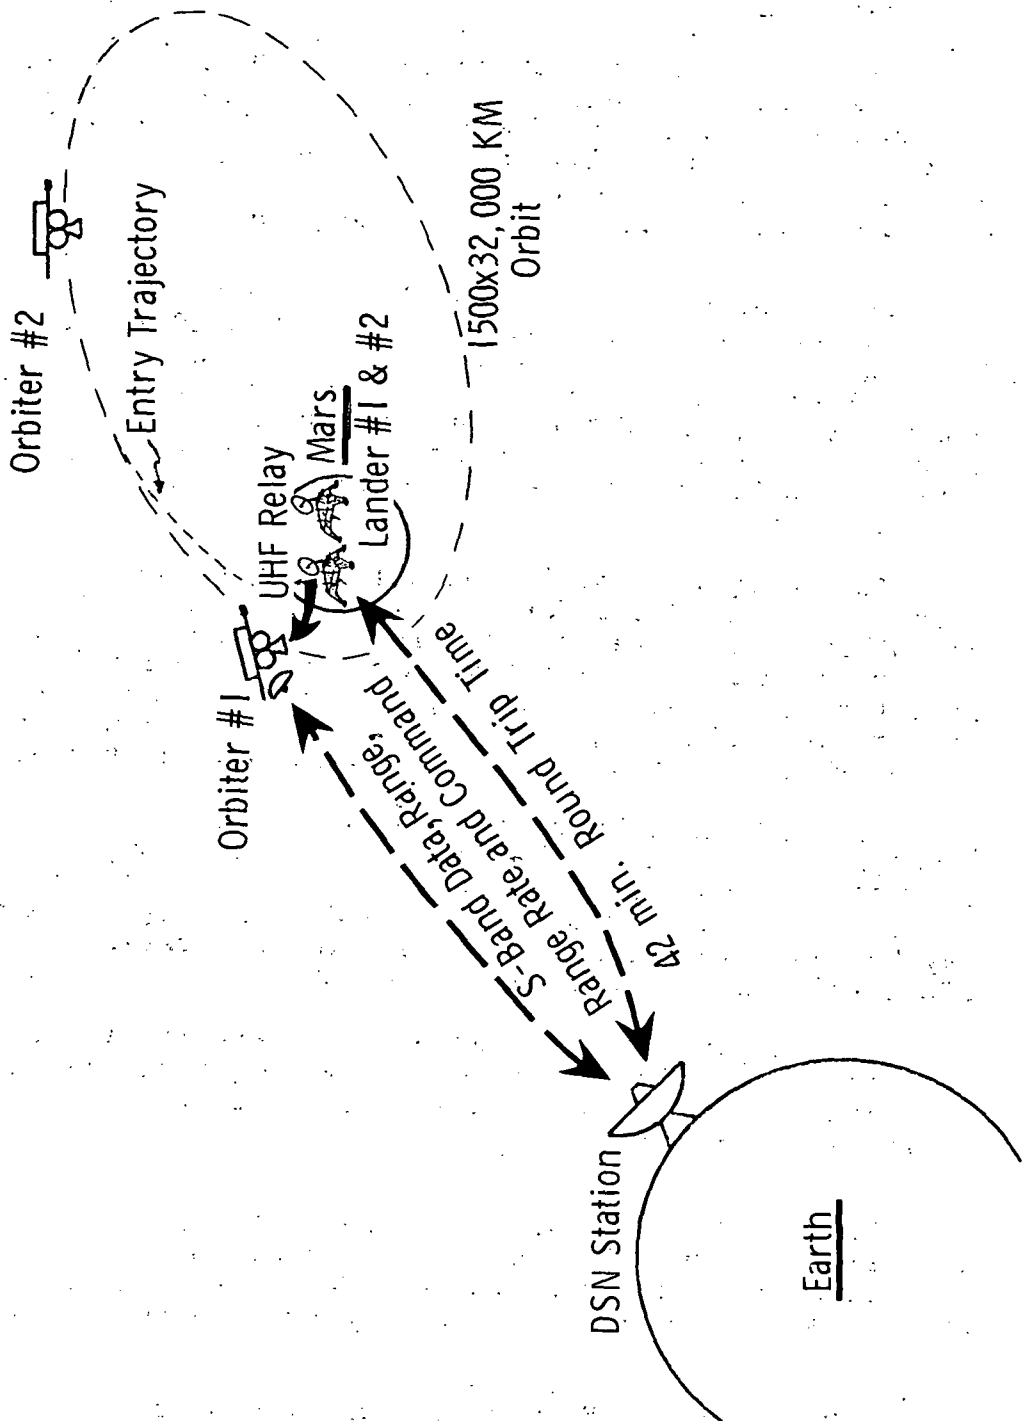 Orbiter #2
Entry Trajectory
Orbiter #1
UHF Relay
Mars
Lander #1 & #2
1500x32,000 KM
Orbit
S-Band Data, Range,
Range Rate, and Command
42 min. Round Trip Time
DSN Station
Earth